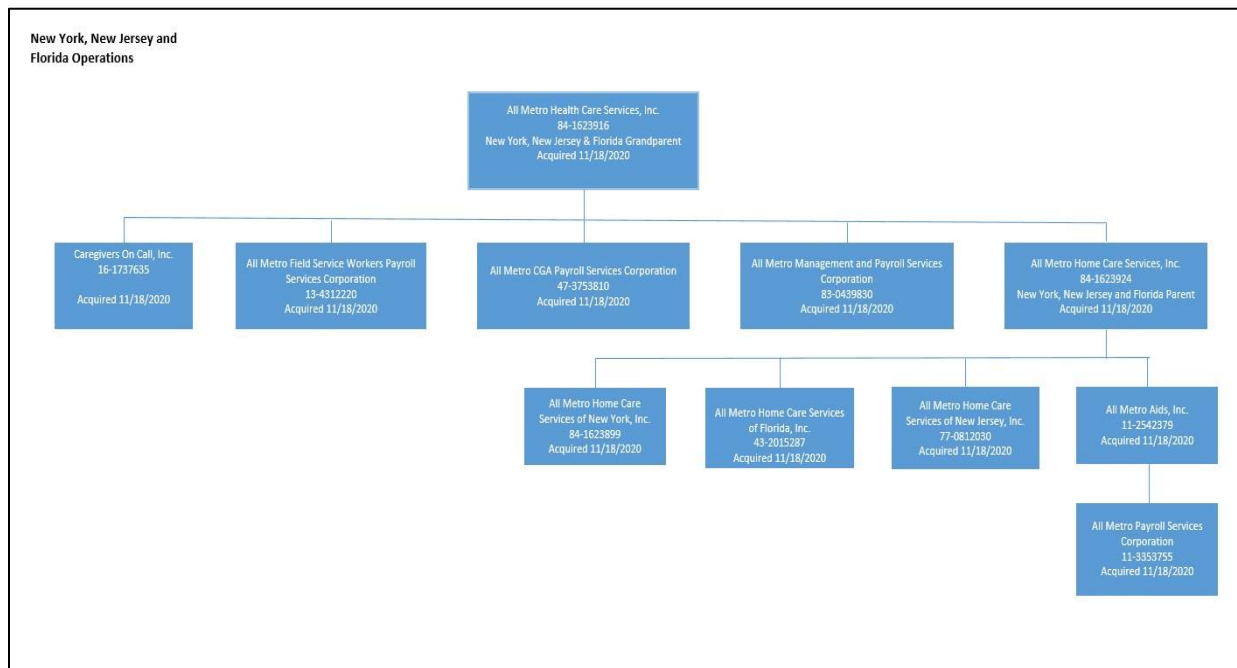 New York, New Jersey and
Florida Operations
All Metro Health Care Services, Inc.
84-1623916
New York, New Jersey & Florida Grandparent
Acquired 11/18/2020
Caregivers On Call, Inc.
16-1737635
Acquired 11/18/2020
All Metro Field Service Workers Payroll
Services Corporation
13-4312220
Acquired 11/18/2020
All Metro CGA Payroll Services Corporation
47-3753810
Acquired 11/18/2020
All Metro Management and Payroll Services
Corporation
83-0439830
Acquired 11/18/2020
All Metro Home Care Services, Inc.
84-1623924
New York, New Jersey and Florida Parent
Acquired 11/18/2020
All Metro Home Care
Services of New York, Inc.
84-1623899
Acquired 11/18/2020
All Metro Home Care Services
of Florida, Inc.
43-2015287
Acquired 11/18/2020
All Metro Home Care
Services of New Jersey, Inc.
77-0812030
Acquired 11/18/2020
All Metro Aids, Inc.
11-2542379
Acquired 11/18/2020
All Metro Payroll Services
Corporation
11-3353755
Acquired 11/18/2020